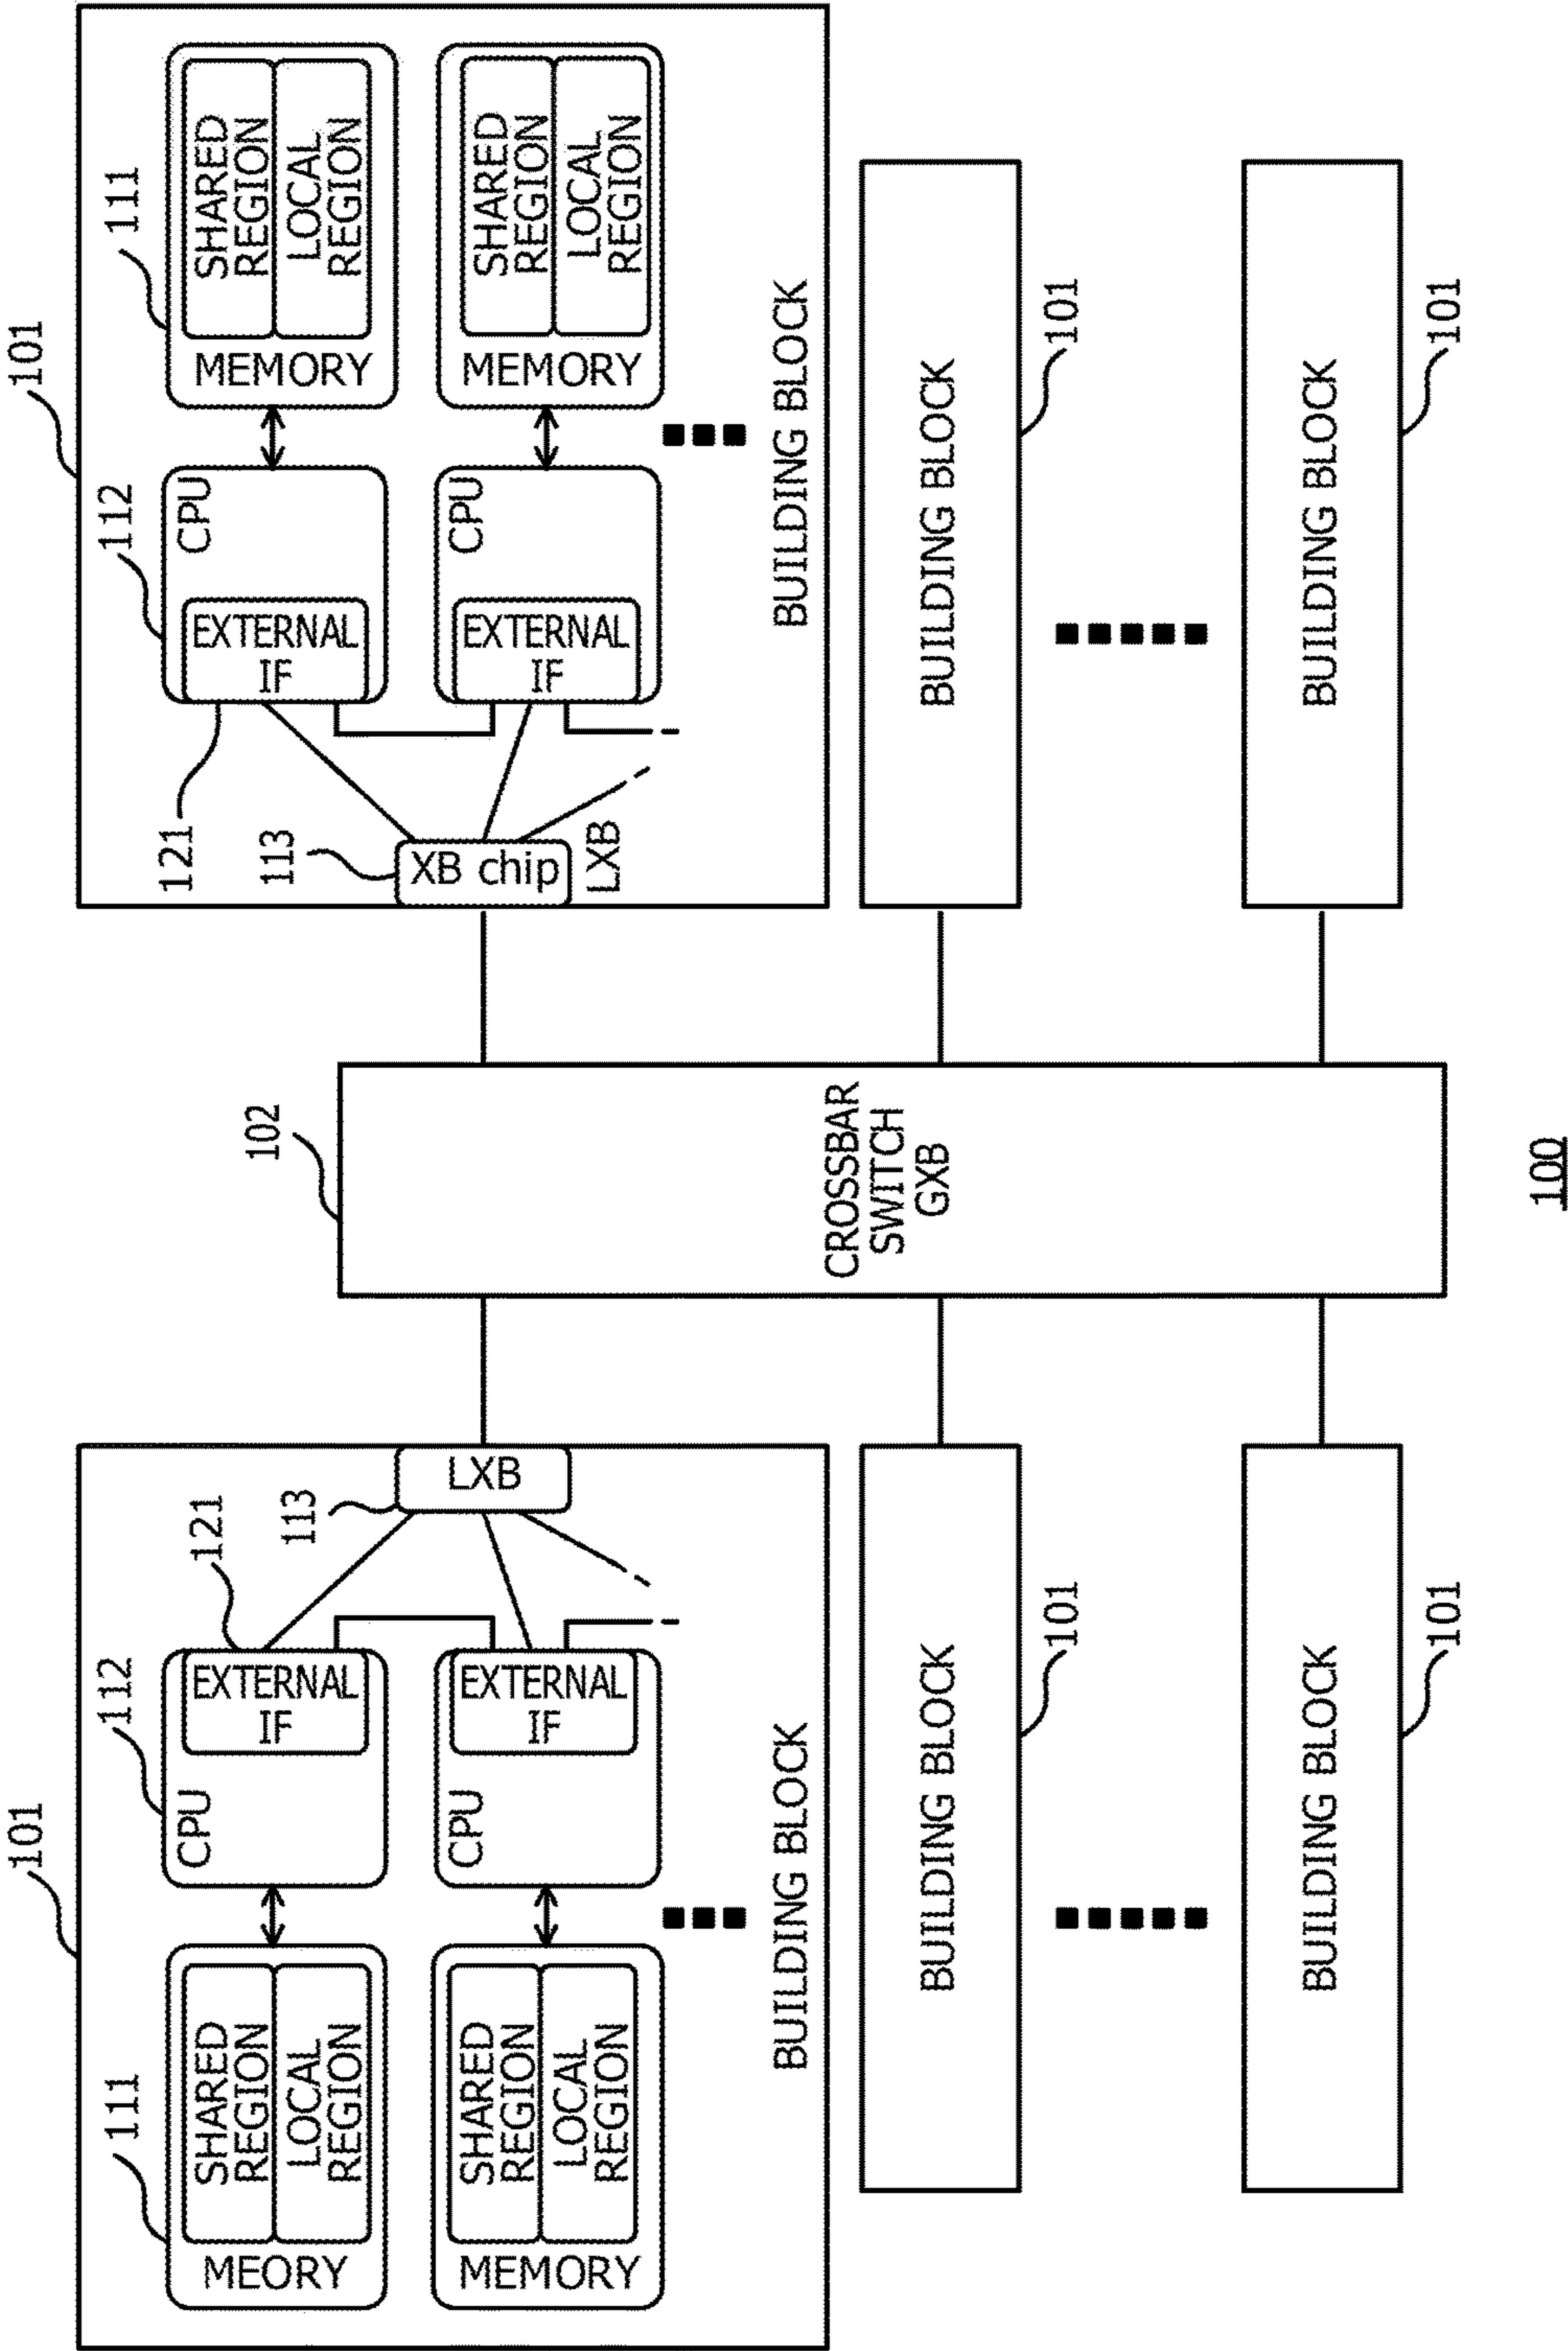 101
111
MEORY
SHARED
REGION
LOCAL
REGION
112
CPU
EXTERNAL
IF
121
113
LXB
MEMORY
SHARED
REGION
LOCAL
REGION
CPU
EXTERNAL
IF
BUILDING BLOCK
BUILDING BLOCK
101
BUILDING BLOCK
101
102
CROSSBAR
SWITCH
GXB
101
121
113
XB chip
LXB
112
CPU
EXTERNAL
IF
111
MEMORY
SHARED
REGION
LOCAL
REGION
CPU
EXTERNAL
IF
MEMORY
SHARED
REGION
LOCAL
REGION
BUILDING BLOCK
BUILDING BLOCK
101
BUILDING BLOCK
101
100